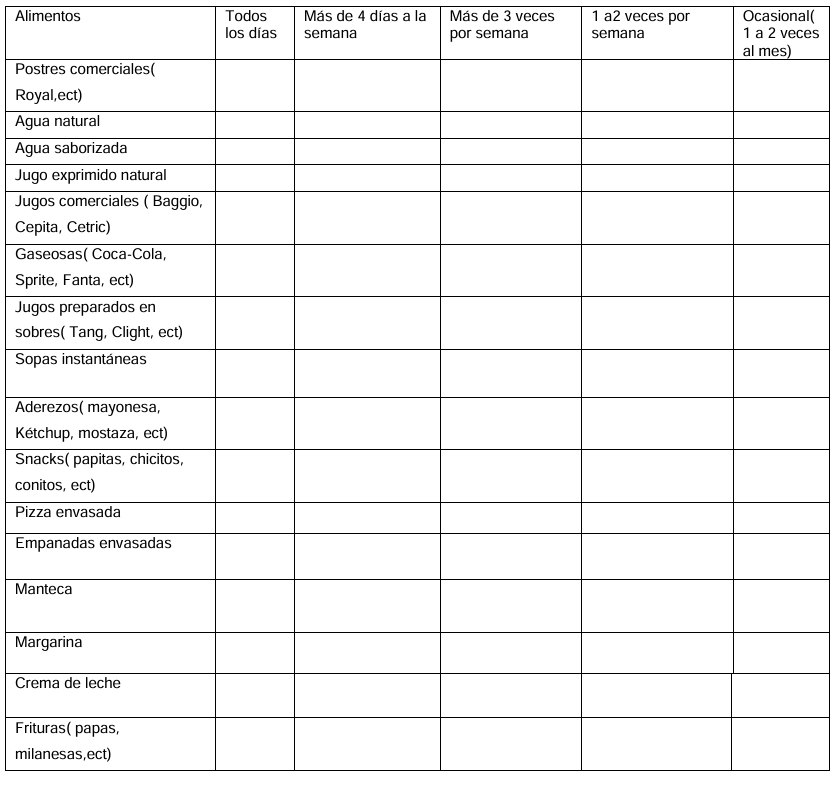 Alimentos
Todos
los días
Más de 4 días a la
semana
Más de 3 veces
por semana
1 a2 veces por
semana
Ocasional(
1 a 2 veces
al mes)
Postres comerciales(
Royal,ect)
Agua natural
Agua saborizada
Jugo exprimido natural
Jugos comerciales ( Baggio,
Cepita, Cetric)
Gaseosas( Coca-Cola,
Sprite, Fanta, ect)
Jugos preparados en
sobres( Tang, Clight, ect)
Sopas instantáneas
Aderezos( mayonesa,
Kétchup, mostaza, ect)
Snacks( papitas, chicitos,
conitos, ect)
Pizza envasada
Empanadas envasadas
Manteca
Margarina
Crema de leche
Frituras( papas,
milanesas,ect)